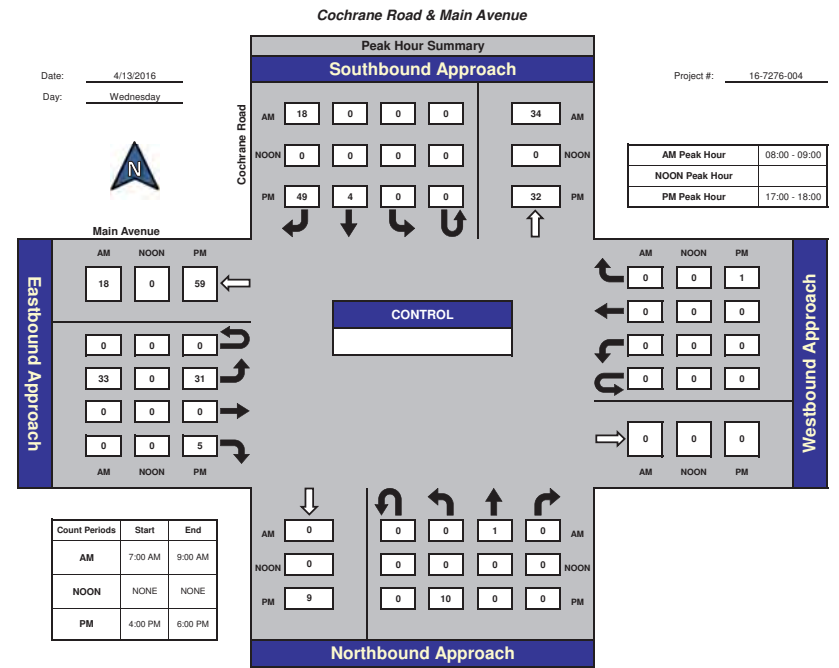 Cochrane Road & Main Avenue
Peak Hour Summary
Southbound Approach
Date: 4/13/2016
Day: Wednesday
Project #: 16-7276-004
N
Cochrane Road
AM 18 0 0 0 34 AM
NOON 0 0 0 0 0 NOON
PM 49 4 0 0 32 PM
AM Peak Hour 08:00 - 09:00
NOON Peak Hour
PM Peak Hour 17:00 - 18:00
Main Avenue
Eastbound Approach
AM NOON PM
18 0 59
0 0 0
33 0 31
0 0 0
0 0 5
AM NOON PM
CONTROL
AM NOON PM
0 0 1
0 0 0
0 0 0
0 0 0
0 0 0
AM NOON PM
Westbound Approach
Count Periods Start End
AM 7:00 AM 9:00 AM
NOON NONE NONE
PM 4:00 PM 6:00 PM
AM 0 0 0 1 0 AM
NOON 0 0 0 0 0 NOON
PM 9 0 10 0 0 PM
Northbound Approach